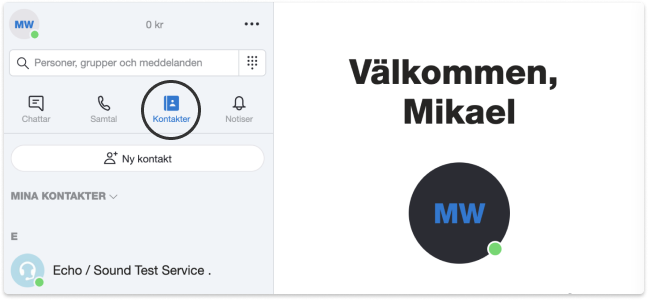 MW
0 kr
Personer, grupper och meddelanden
Chattar
Samtal
Kontakter
Notiser
Ny kontakt
MINA KONTAKTER
E
Echo / Sound Test Service .
Välkommen,
Mikael
MW